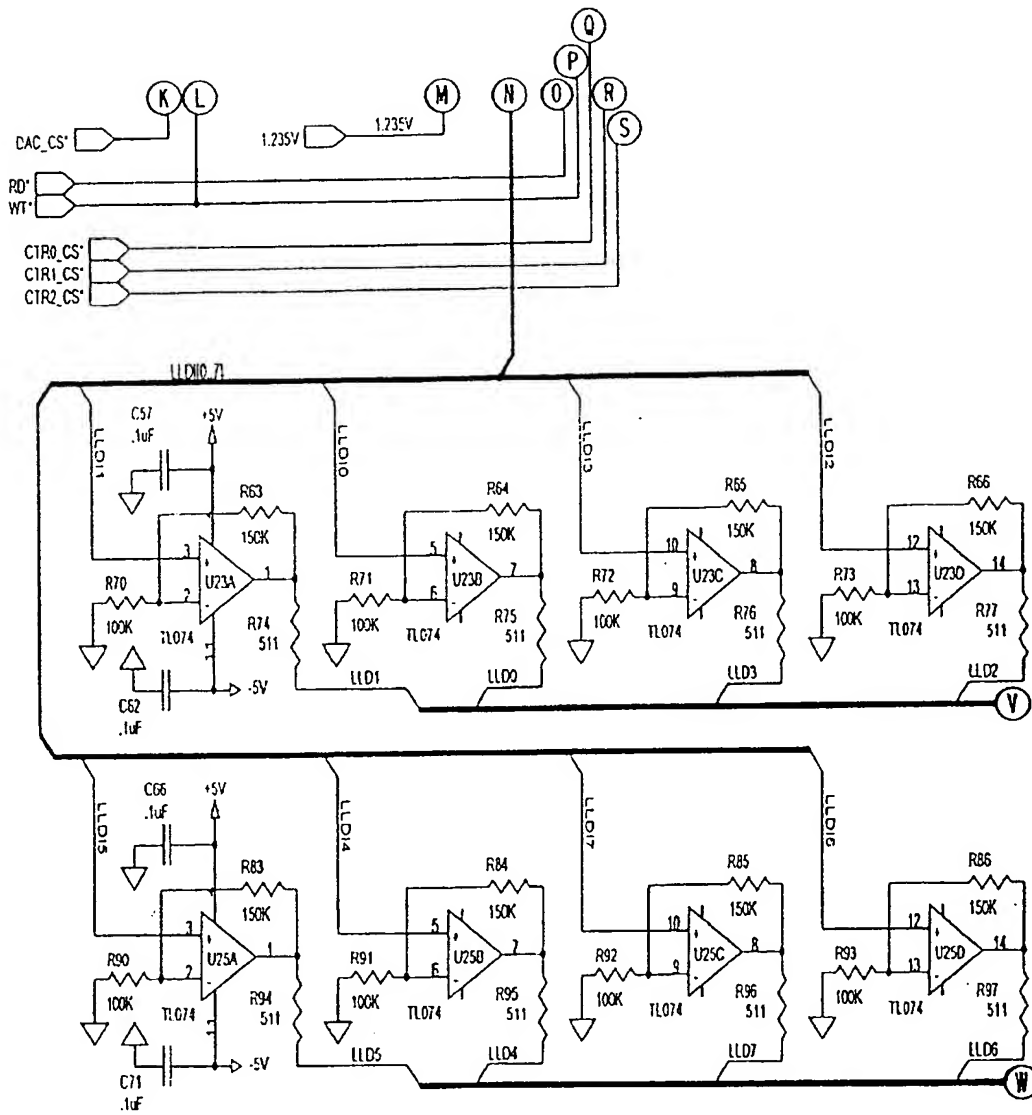 Q
P
K L M N O R
S
DAC_CS*
1.235V 1.235V
RD*
WT*
CTR0_CS*
CTR1_CS*
CTR2_CS*
LLDI[0..7]
C57
.1uF
+5V
LLDI1 LLDI0 LLDI3 LLDI2
R63 R64 R65 R66
150K 150K 150K 150K
3 5 10 12
+ + + +
U23A 1 U23B 7 U23C 8 U23D 14
R70 2 R71 6 R72 9 R73 13
- - - -
100K 100K 100K 100K
TL074 TL074 TL074 TL074
R74 R75 R76 R77
511 511 511 511
11
LLD1 LLD0 LLD3 LLD2
-5V
C62
.1uF
V
C66
.1uF
+5V
LLDI5 LLDI4 LLDI7 LLDI6
R83 R84 R85 R86
150K 150K 150K 150K
3 5 10 12
+ + + +
U25A 1 U25B 7 U25C 8 U25D 14
R90 2 R91 6 R92 9 R93 13
- - - -
100K 100K 100K 100K
TL074 TL074 TL074 TL074
R94 R95 R96 R97
511 511 511 511
11
LLD5 LLD4 LLD7 LLD6
-5V
C71
.1uF
W